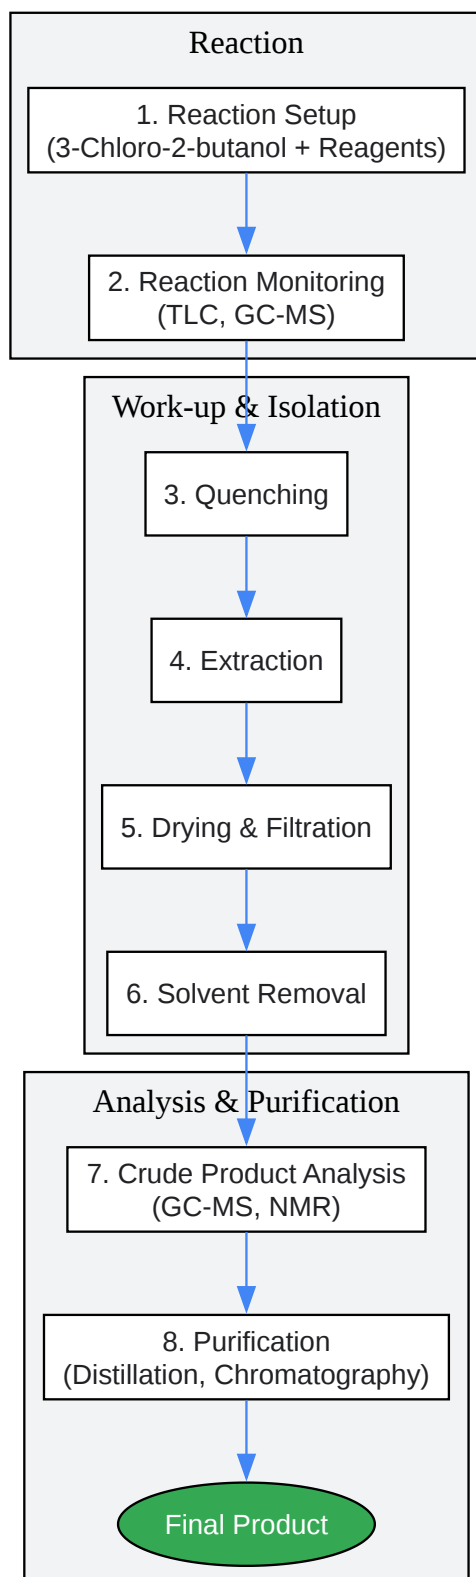 Reaction
1. Reaction Setup
(3-Chloro-2-butanol + Reagents)
2. Reaction Monitoring
(TLC, GC-MS)
Work-up & Isolation
3. Quenching
4. Extraction
5. Drying & Filtration
6. Solvent Removal
Analysis & Purification
7. Crude Product Analysis
(GC-MS, NMR)
8. Purification
(Distillation, Chromatography)
Final Product